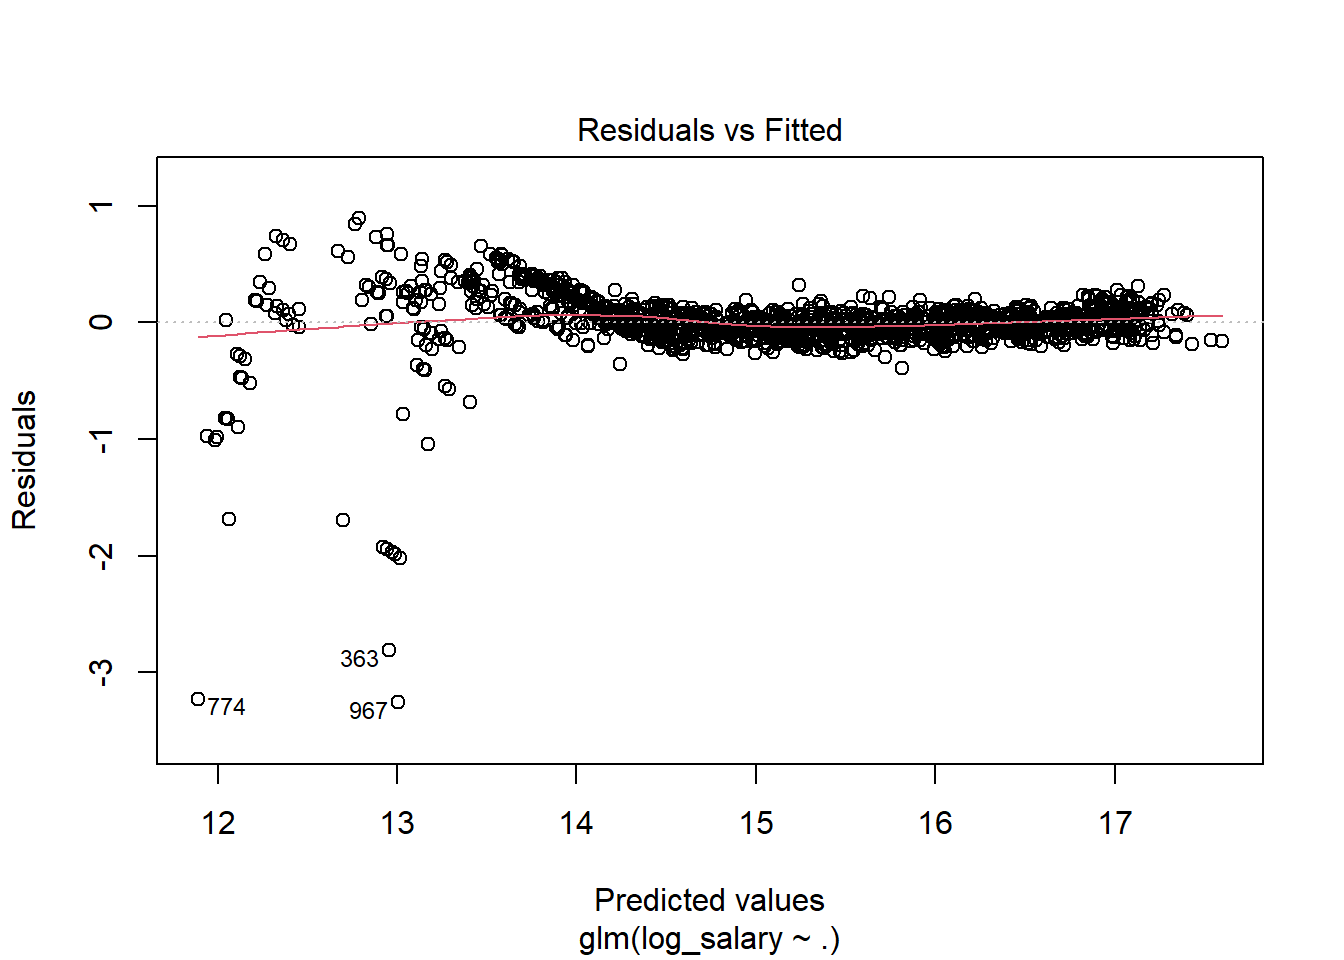 Residuals vs Fitted
Residuals
1
0
-1
-2
-3
363
774
967
12 13 14 15 16 17
Predicted values
glm(log_salary ~ .)